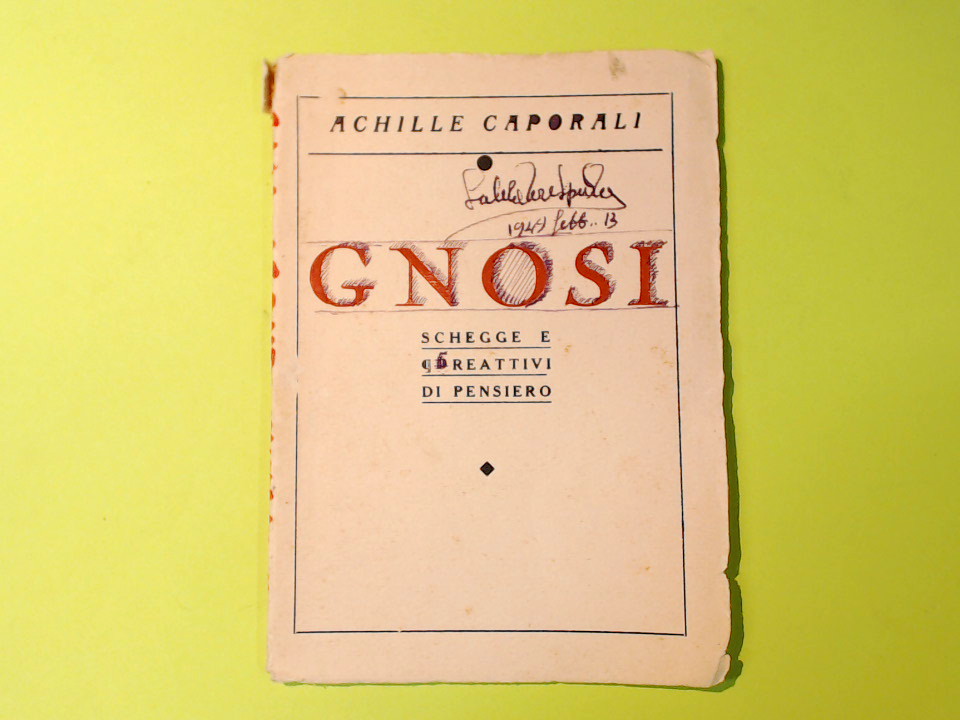 ACHILLE CAPORALI
GNOSI
SCHEGGE E
REATTIVI
DI PENSIERO